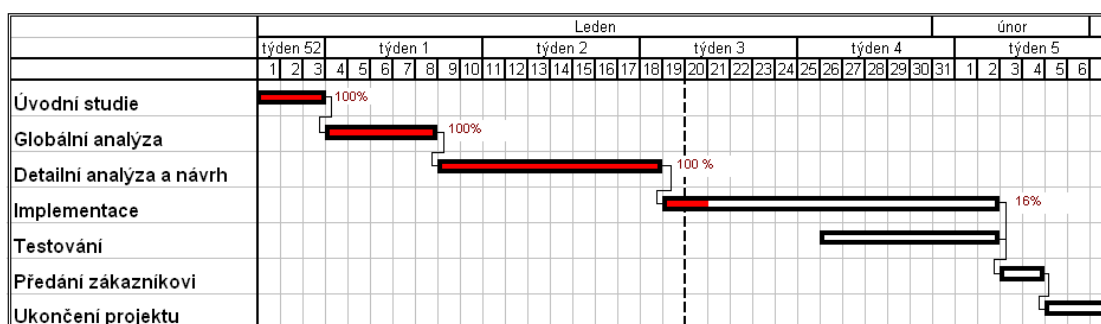 Leden únor
týden 52 týden 1 týden 2 týden 3 týden 4 týden 5
1 2 3 4 5 6 7 8 9 10 11 12 13 14 15 16 17 18 19 20 21 22 23 24 25 26 27 28 29 30 31 1 2 3 4 5 6
Úvodní studie 100%
Globální analýza 100%
Detailní analýza a návrh 100 %
Implementace 16%
Testování
Předání zákazníkovi
Ukončení projektu